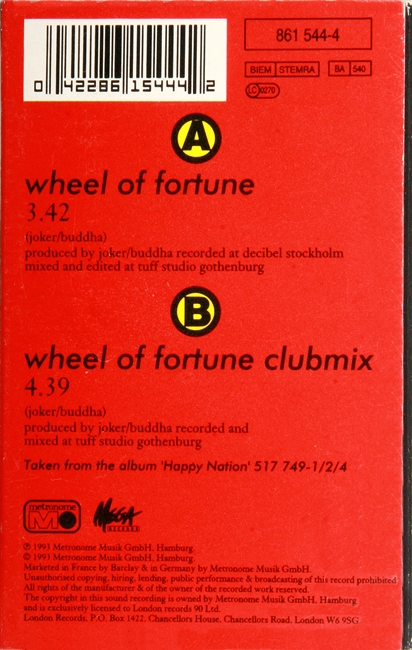 861 544-4
BIEM STEMRA BA 540
LC 0270
0 42286 15444 2
A
wheel of fortune
3.42
(joker/buddha)
produced by joker/buddha recorded at decibel stockholm
mixed and edited at tuff studio gothenburg
B
wheel of fortune clubmix
4.39
(joker/buddha)
produced by joker/buddha recorded and
mixed at tuff studio gothenburg
Taken from the album 'Happy Nation' 517 749-1/2/4
metronome
MEGA
RECORDS
℗ 1993 Metronome Musik GmbH, Hamburg
© 1993 Metronome Musik GmbH, Hamburg.
Marketed in France by Barclay & in Germany by Metronome Musik GmbH.
Unauthorised copying, hiring, lending, public performance & broadcasting of this record prohibited.
All rights of the manufacturer & of the owner of the recorded work reserved.
The copyright in this sound recording is owned by Metronome Musik GmbH, Hamburg
and is exclusively licensed to London records 90 Ltd.
London Records, P.O. Box 1422, Chancellors House, Chancellors Road, London W6 9SG